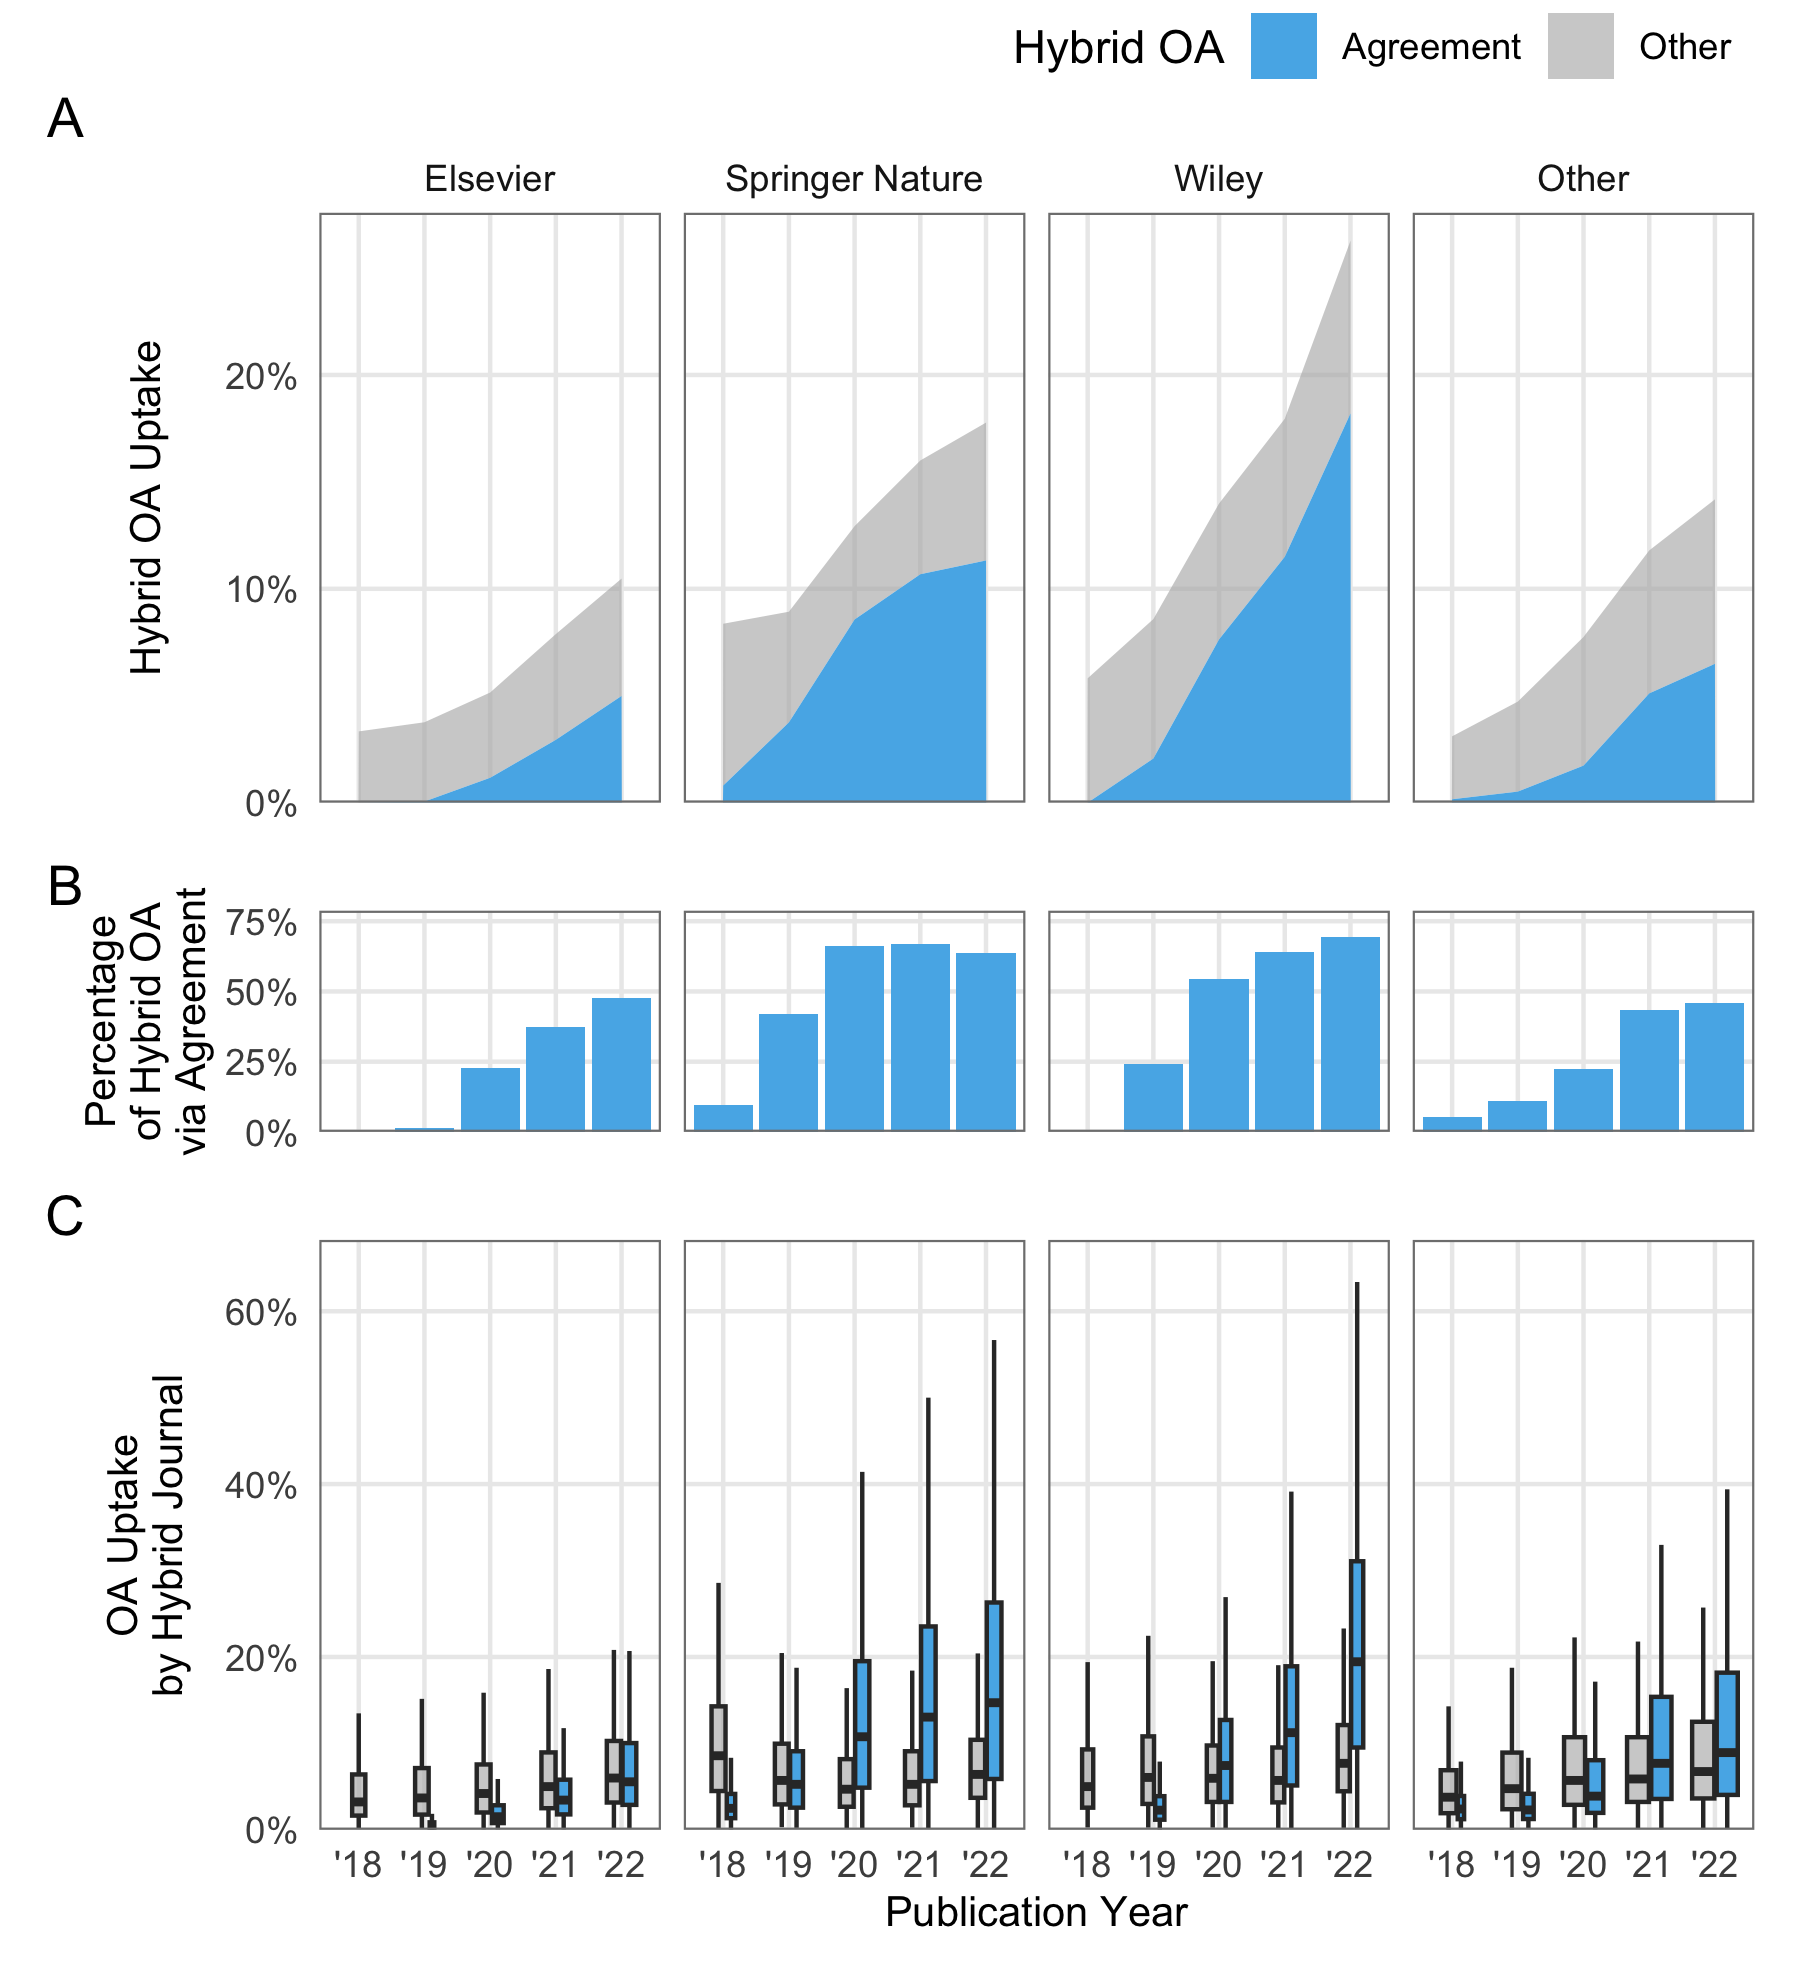 Hybrid OA Agreement Other
A
Elsevier Springer Nature Wiley Other
Hybrid OA Uptake
20%
10%
0%
B
Percentage
of Hybrid OA
via Agreement
75%
50%
25%
0%
C
OA Uptake
by Hybrid Journal
60%
40%
20%
0%
'18 '19 '20 '21 '22 '18 '19 '20 '21 '22 '18 '19 '20 '21 '22 '18 '19 '20 '21 '22
Publication Year